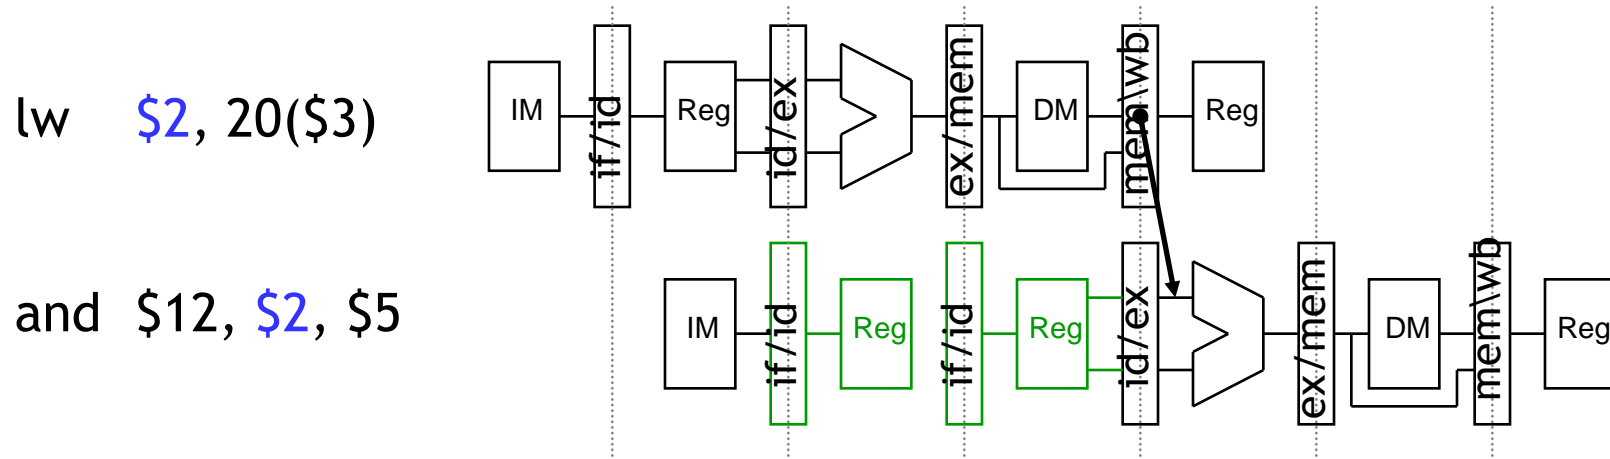 lw $2, 20($3) IM if/id Reg id/ex ex/mem DM mem\wb Reg
and $12, $2, $5 IM if/id Reg if/id Reg id/ex ex/mem DM mem\wb Reg